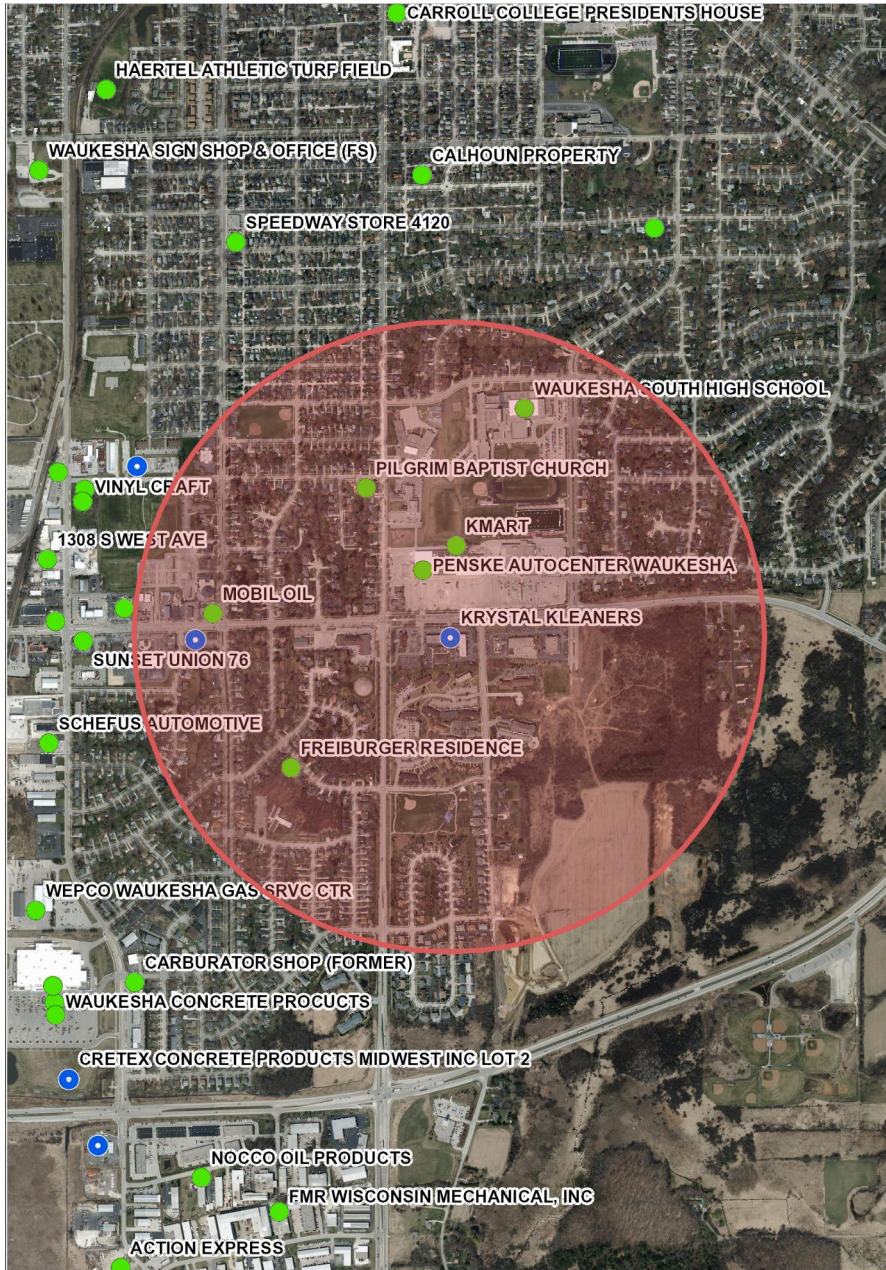 CARROLL COLLEGE PRESIDENTS HOUSE
HAERTEL ATHLETIC TURF FIELD
WAUKESHA SIGN SHOP & OFFICE (FS)
CALHOUN PROPERTY
SPEEDWAY STORE 4120
WAUKESHA SOUTH HIGH SCHOOL
PILGRIM BAPTIST CHURCH
VINYL CRAFT
KMART
1308 S WEST AVE
PENSKE AUTOCENTER WAUKESHA
MOBIL OIL
KRYSTAL KLEANERS
SUNSET UNION 76
SCHEFUS AUTOMOTIVE
FREIBURGER RESIDENCE
WEPCO WAUKESHA GAS SRVC CTR
CARBURATOR SHOP (FORMER)
WAUKESHA CONCRETE PROCUCTS
CRETEX CONCRETE PRODUCTS MIDWEST INC LOT 2
NOCCO OIL PRODUCTS
FMR WISCONSIN MECHANICAL, INC
ACTION EXPRESS